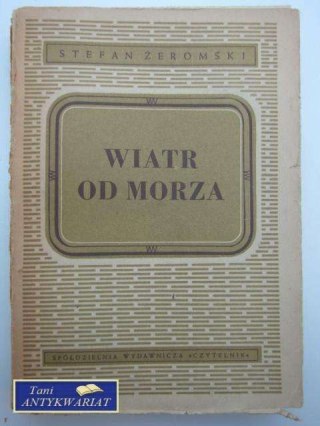 STEFAN ŻEROMSKI
WIATR
OD MORZA
SPÓŁDZIELNIA WYDAWNICZA «CZYTELNIK»
Tani
ANTYKWARIAT